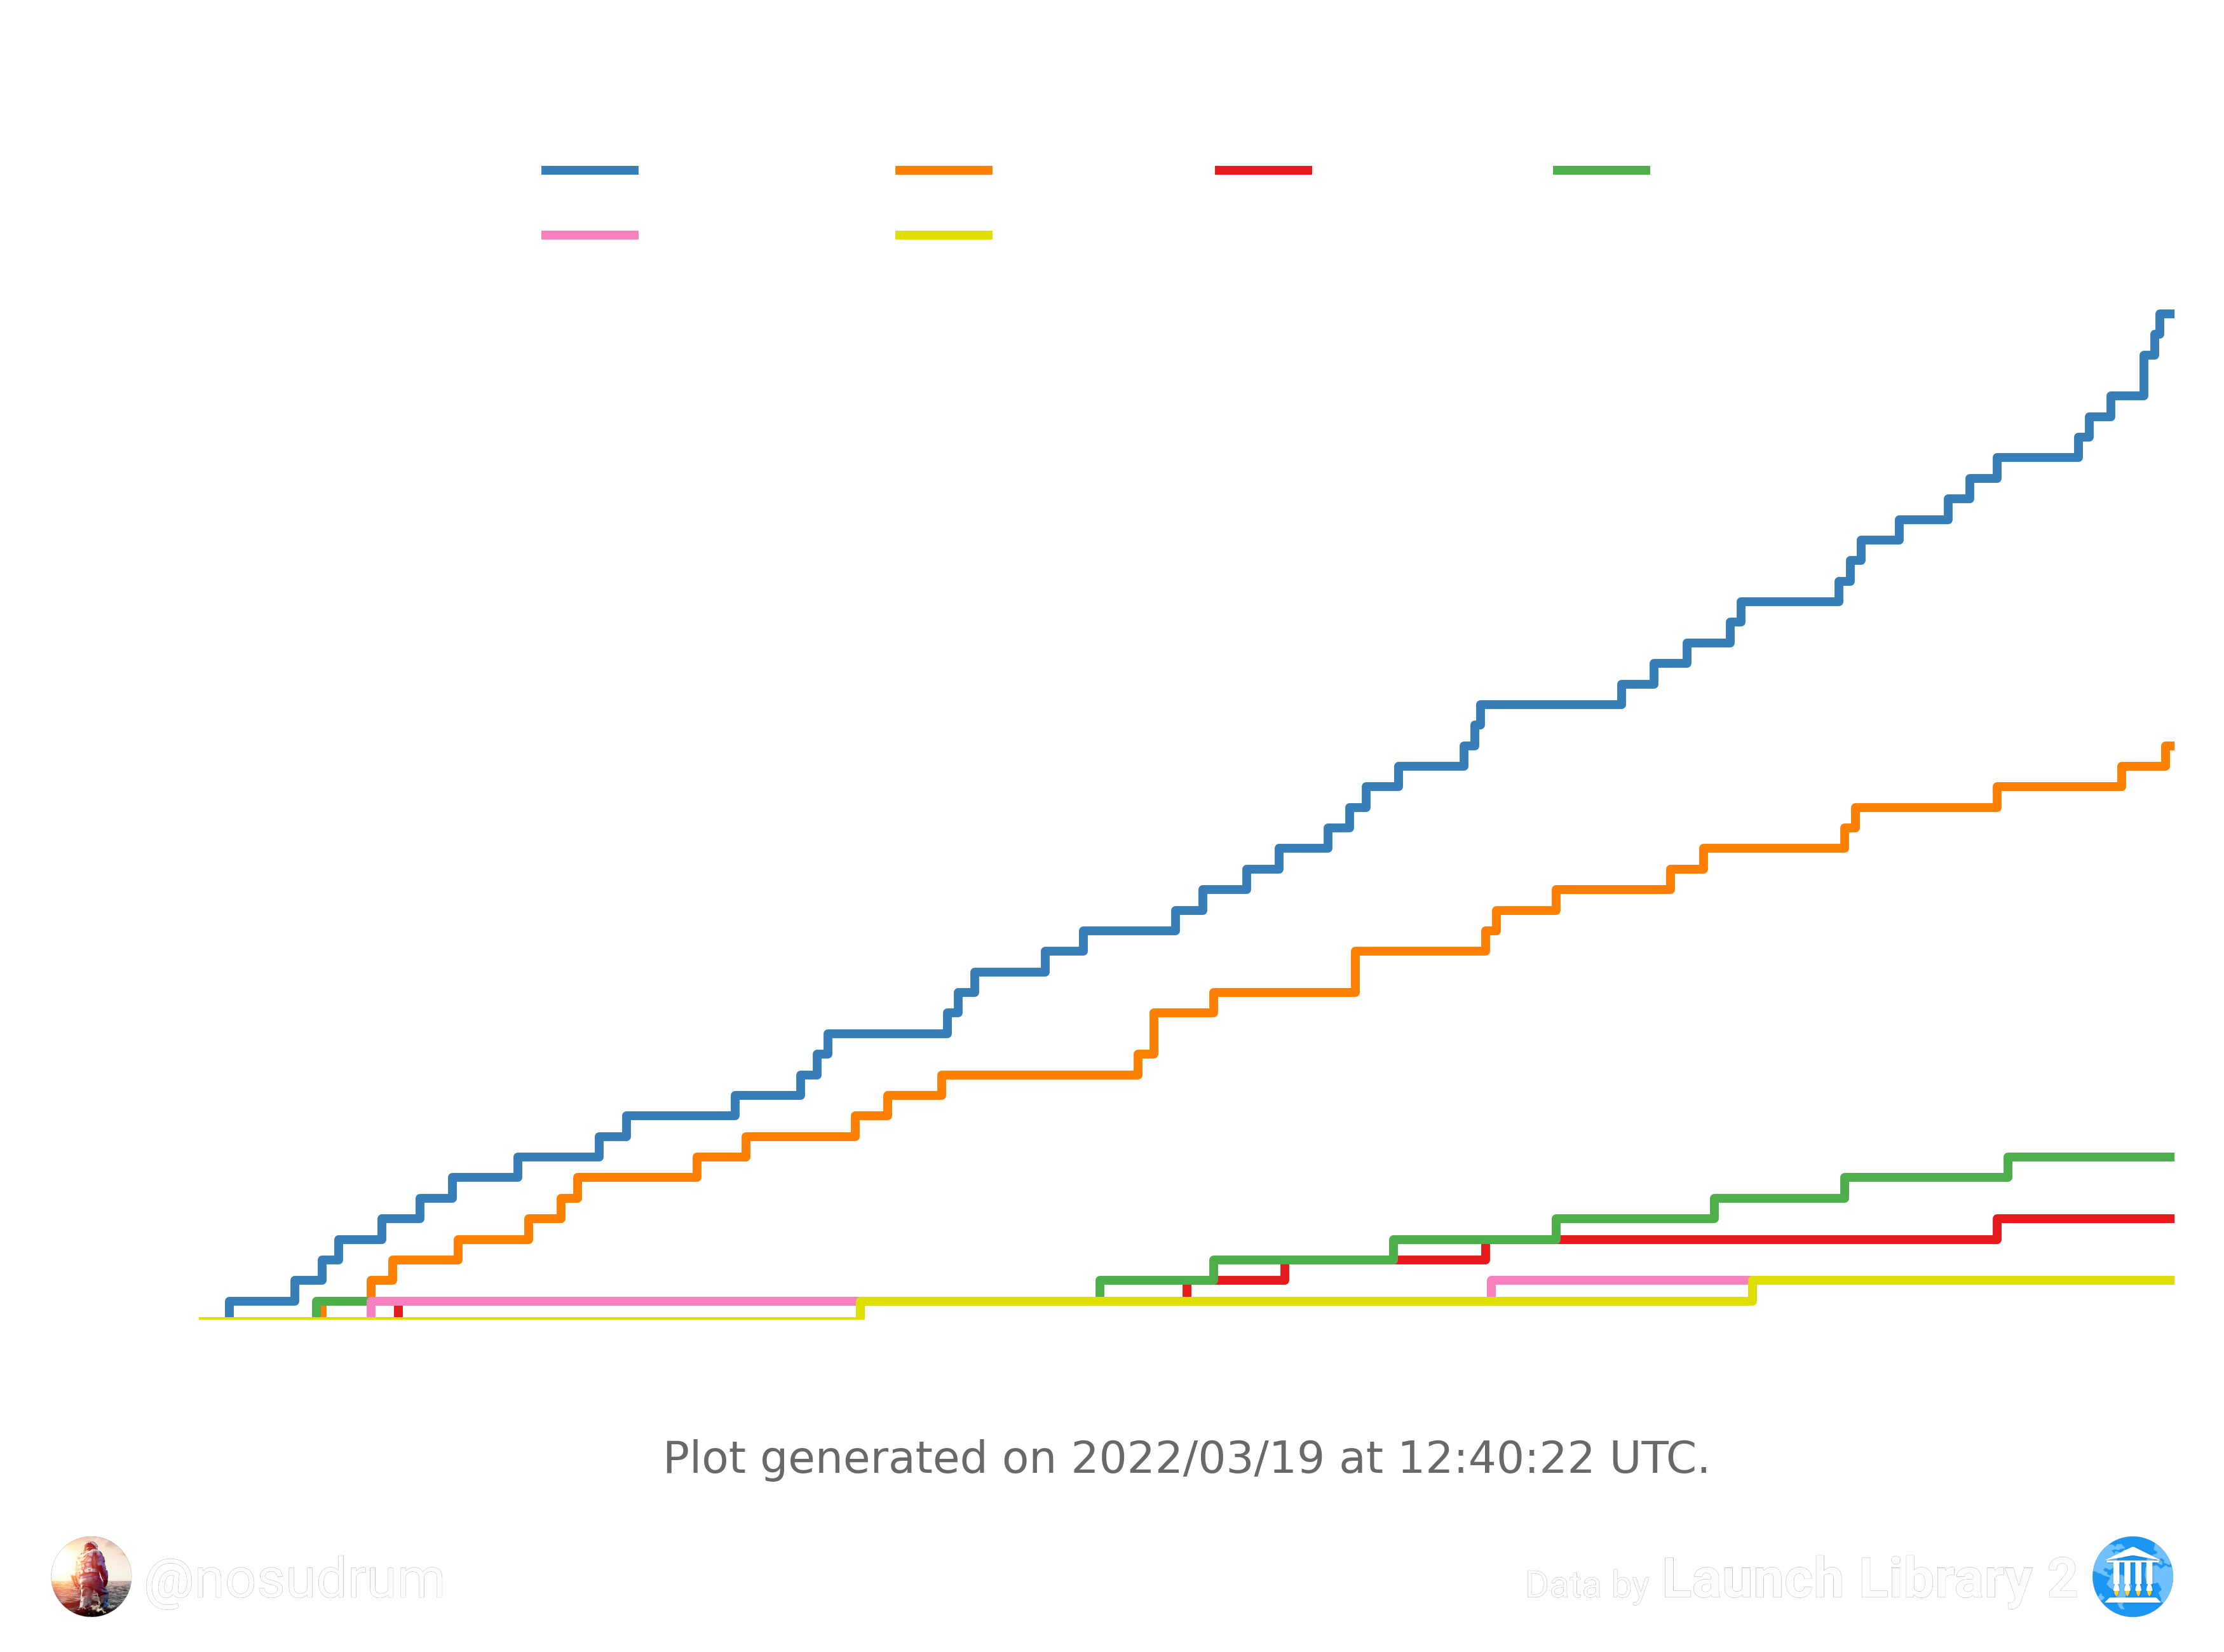 Plot generated on 2022/03/19 at 12:40:22 UTC.
@nosudrum
Data by Launch Library 2